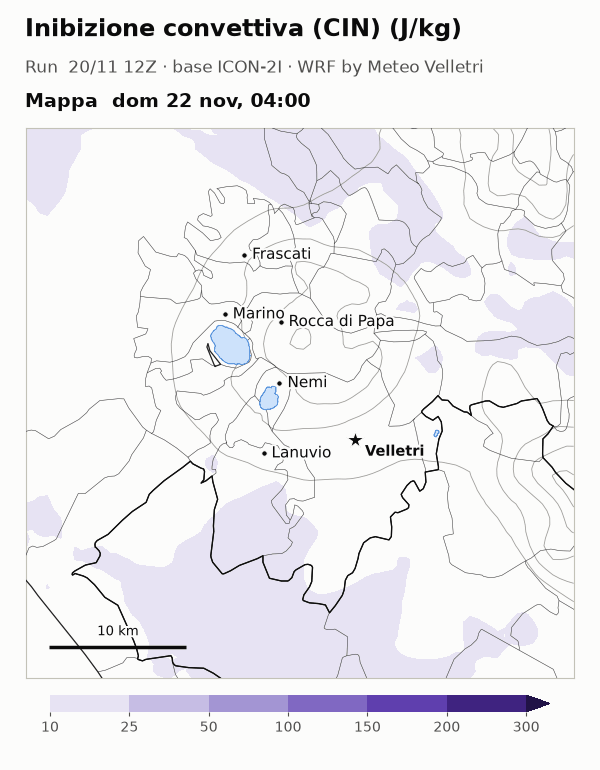 Inibizione convettiva (CIN) (J/kg)
Run  20/11 12Z · base ICON-2I · WRF by Meteo Velletri
Mappa  dom 22 nov, 04:00
Frascati
Marino
Rocca di Papa
Nemi
Velletri
Lanuvio
10 km
10 25 50 100 150 200 300